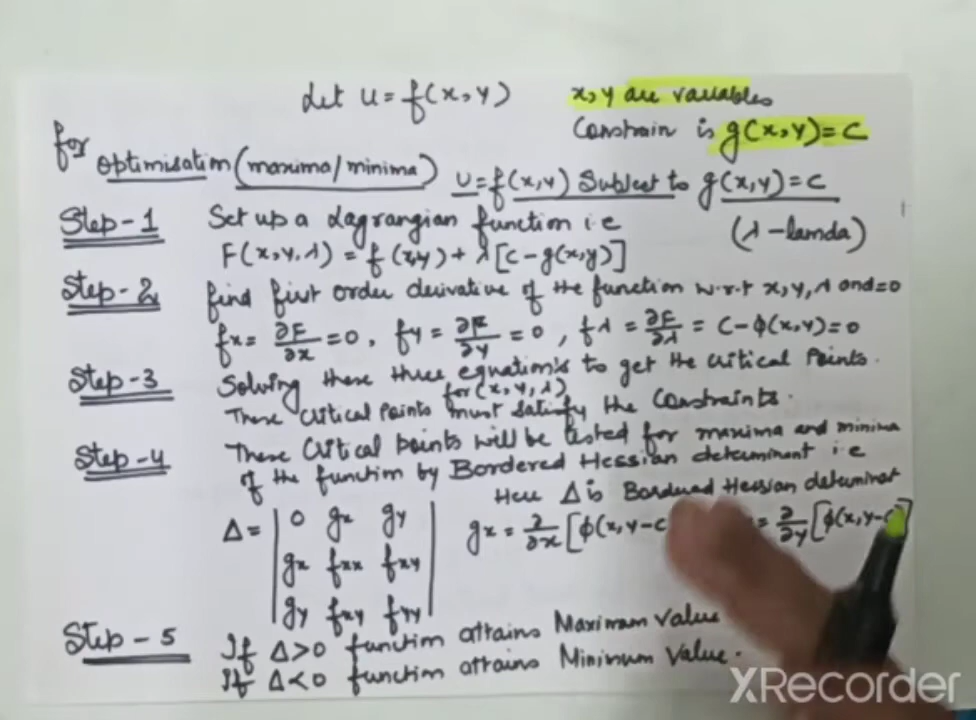 Let u = f(x,y) x,y are variables
Constrain is g(x,y) = c
for optimisation (maxima/minima) U = f(x,y) Subject to g(x,y) = c
Step-1 Set up a Lagrangian function i.e (λ-lamda)
F(x,y,λ) = f(x,y) + λ[c-g(x,y)]
Step-2 find first order derivative of the function w.r.t x,y,λ and=0
fx = ∂F/∂x = 0, fy = ∂F/∂y = 0, fλ = ∂F/∂λ = C-ϕ(x,y) = 0
Step-3 Solving these three equation's to get the critical points.
for(x,y,λ)
These critical points must satisfy the constraints.
Step-4 These critical points will be tested for maxima and minima
of the function by Bordered Hessian determinant i.e
Here Δ is Bordered Hessian determinat
Δ = | 0 gx gy | gx = ∂/∂x [ϕ(x,y-c = ∂/∂y [ϕ(x,y-c)]
| gx fxx fxy |
| gy fxy fyy |
Step-5 If Δ>0 function attains Maximum value
If Δ<0 function attains Minimum value.
XRecorder